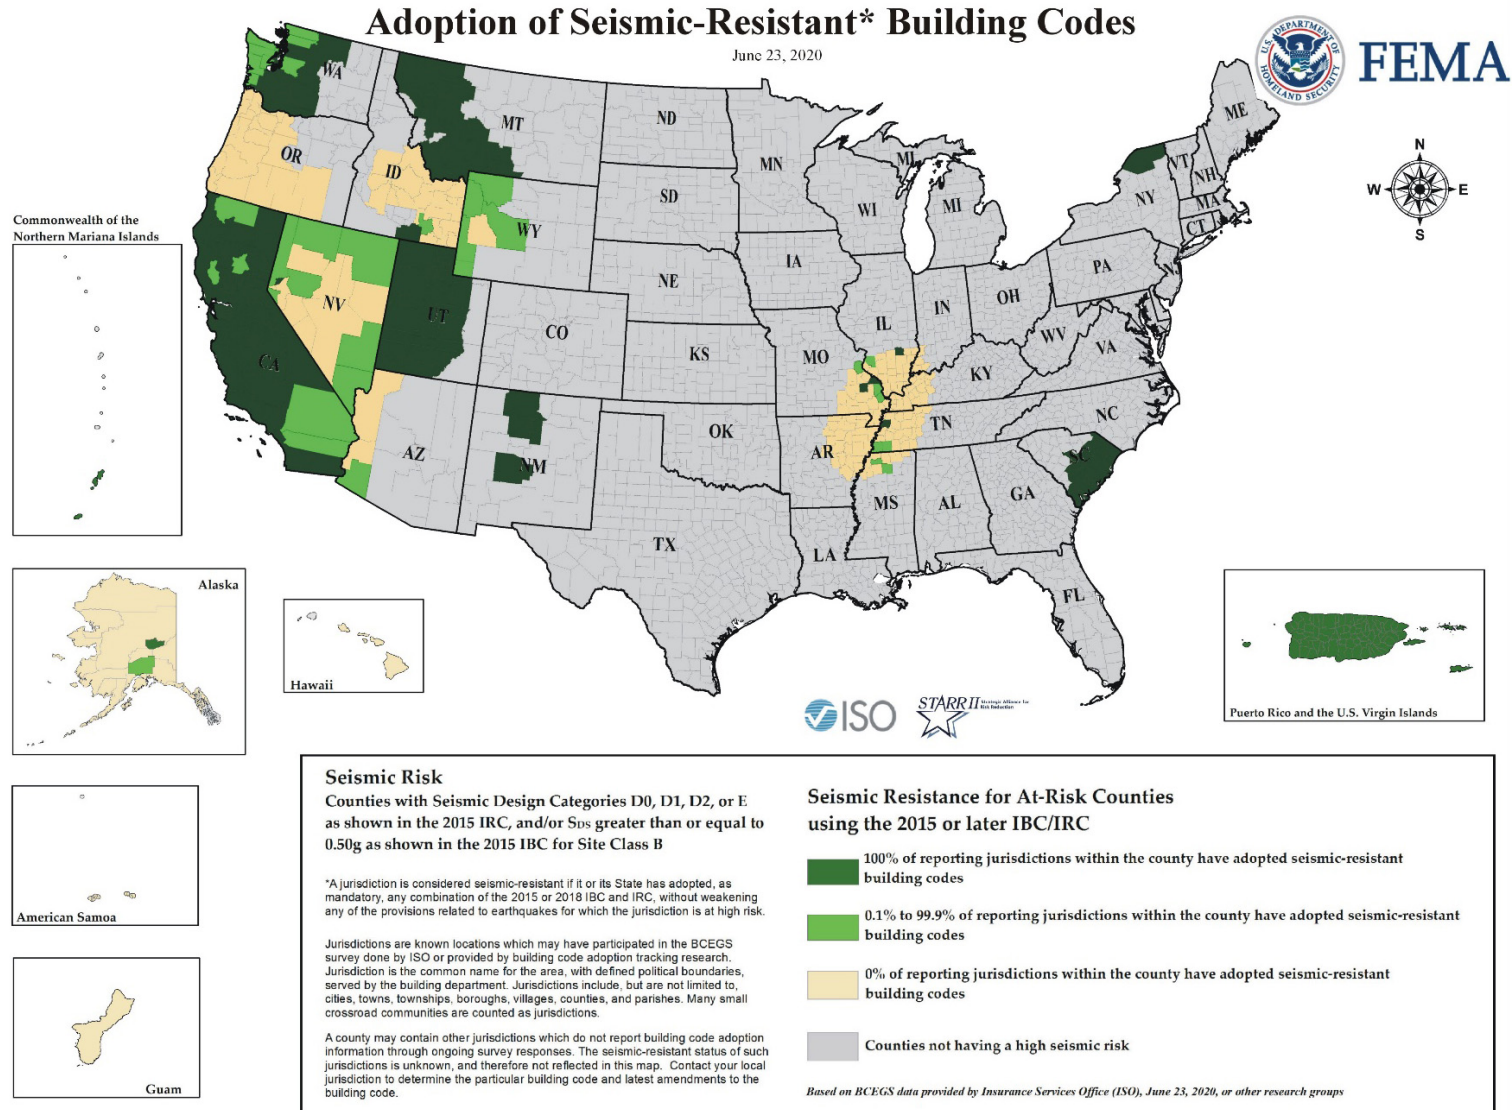 Adoption of Seismic-Resistant* Building Codes
June 23, 2020
U.S. DEPARTMENT OF
HOMELAND SECURITY
FEMA
N
W
E
S
WA
MT
ND
MN
ME
OR
ID
SD
WI
MI
MI
NY
VT
NH
MA
CT
WY
Commonwealth of the
Northern Mariana Islands
NE
IA
PA
NJ
NV
UT
CO
IL
IN
OH
WV
VA
CA
KS
MO
KY
AZ
NM
OK
AR
TN
NC
SC
MS
AL
GA
TX
LA
FL
Alaska
Hawaii
ISO
STARR II
Strategic Alliance for
Risk Reduction
Puerto Rico and the U.S. Virgin Islands
American Samoa
Guam
Seismic Risk
Counties with Seismic Design Categories D0, D1, D2, or E
as shown in the 2015 IRC, and/or SDS greater than or equal to
0.50g as shown in the 2015 IBC for Site Class B
*A jurisdiction is considered seismic-resistant if it or its State has adopted, as
mandatory, any combination of the 2015 or 2018 IBC and IRC, without weakening
any of the provisions related to earthquakes for which the jurisdiction is at high risk.
Jurisdictions are known locations which may have participated in the BCEGS
survey done by ISO or provided by building code adoption tracking research.
Jurisdiction is the common name for the area, with defined political boundaries,
served by the building department. Jurisdictions include, but are not limited to,
cities, towns, townships, boroughs, villages, counties, and parishes. Many small
crossroad communities are counted as jurisdictions.
A county may contain other jurisdictions which do not report building code adoption
information through ongoing survey responses. The seismic-resistant status of such
jurisdictions is unknown, and therefore not reflected in this map. Contact your local
jurisdiction to determine the particular building code and latest amendments to the
building code.
Seismic Resistance for At-Risk Counties
using the 2015 or later IBC/IRC
100% of reporting jurisdictions within the county have adopted seismic-resistant
building codes
0.1% to 99.9% of reporting jurisdictions within the county have adopted seismic-resistant
building codes
0% of reporting jurisdictions within the county have adopted seismic-resistant
building codes
Counties not having a high seismic risk
Based on BCEGS data provided by Insurance Services Office (ISO), June 23, 2020, or other research groups